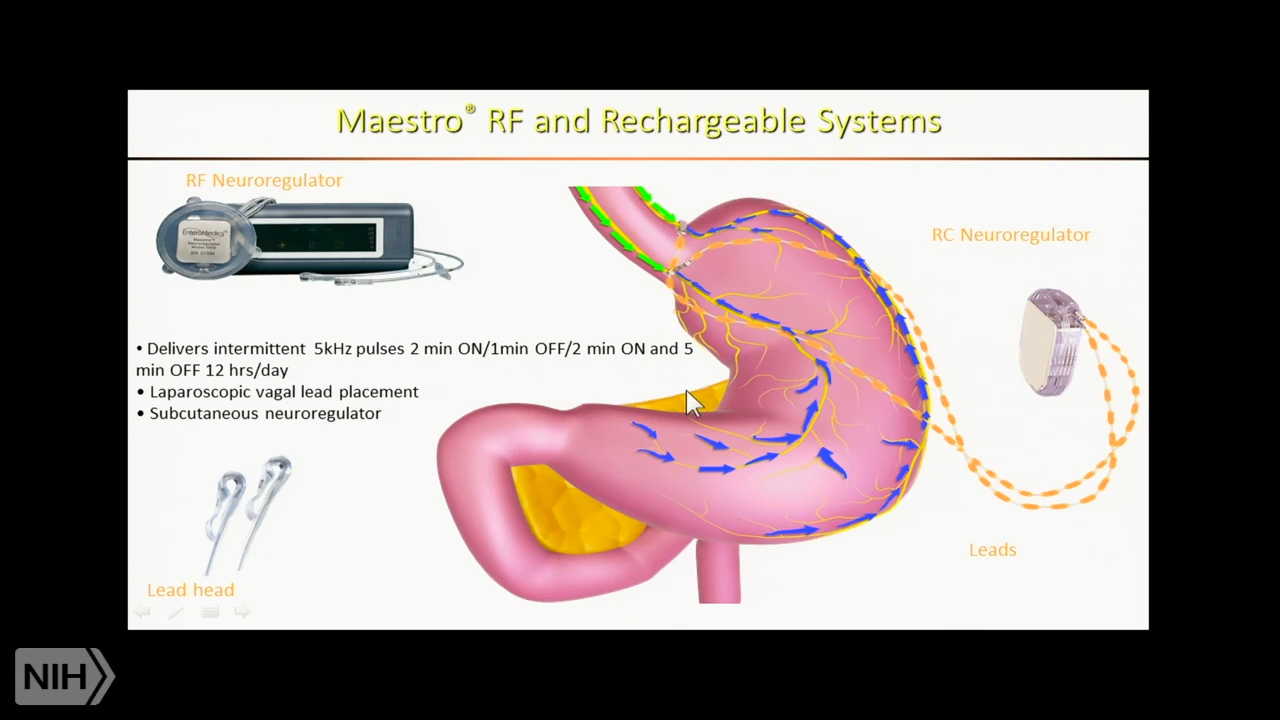 Maestro® RF and Rechargeable Systems
RF Neuroregulator
EnteroMedics™
RC Neuroregulator
• Delivers intermittent 5kHz pulses 2 min ON/1min OFF/2 min ON and 5
min OFF 12 hrs/day
• Laparoscopic vagal lead placement
• Subcutaneous neuroregulator
Leads
Lead head
NIH